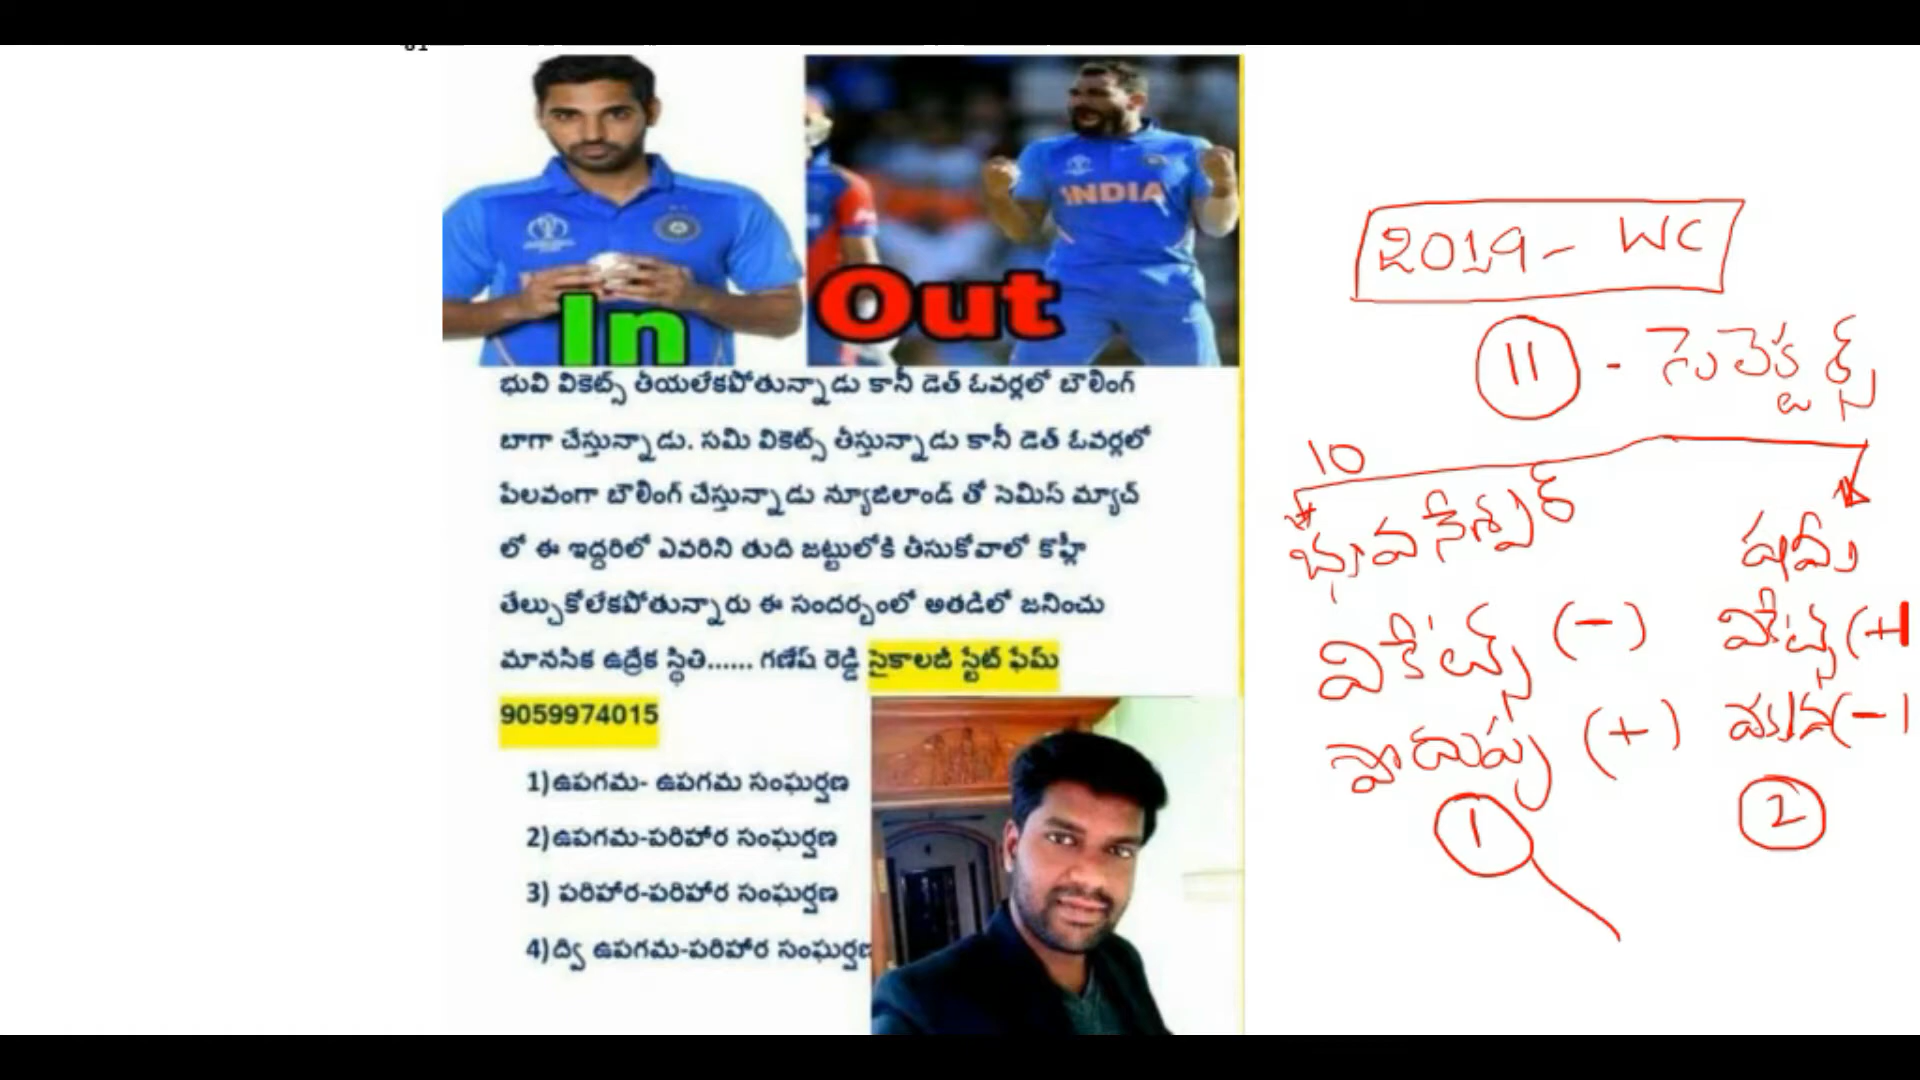 In
Out
INDIA
భువి వికెట్స్ తీయలేకపోతున్నాడు కానీ డెత్ ఓవర్లలో బౌలింగ్
బాగా చేస్తున్నాడు. సమి వికెట్స్ తీస్తున్నాడు కానీ డెత్ ఓవర్లలో
పేలవంగా బౌలింగ్ చేస్తున్నాడు న్యూజిలాండ్ తో సెమిస్ మ్యాచ్
లో ఈ ఇద్దరిలో ఎవరిని తుది జట్టులోకి తీసుకోవాలో కోహ్లీ
తేల్చుకోలేకపోతున్నారు ఈ సందర్భంలో అతడిలో జనించు
మానసిక ఉద్రేక స్థితి...... గణేష్ రెడ్డి సైకాలజీ స్టేట్ ఫేమ్
9059974015
1)ఉపగమ- ఉపగమ సంఘర్షణ
2)ఉపగమ-పరిహార సంఘర్షణ
3) పరిహార-పరిహార సంఘర్షణ
4)ద్వి ఉపగమ-పరిహార సంఘర్షణ
2019- WC
11 - సెలెక్టర్స్
10
భువనేశ్వర్ షమీ
వికెట్స్ (-) వికెట్స్ (+
పొదుపు (+) (-)
1 2